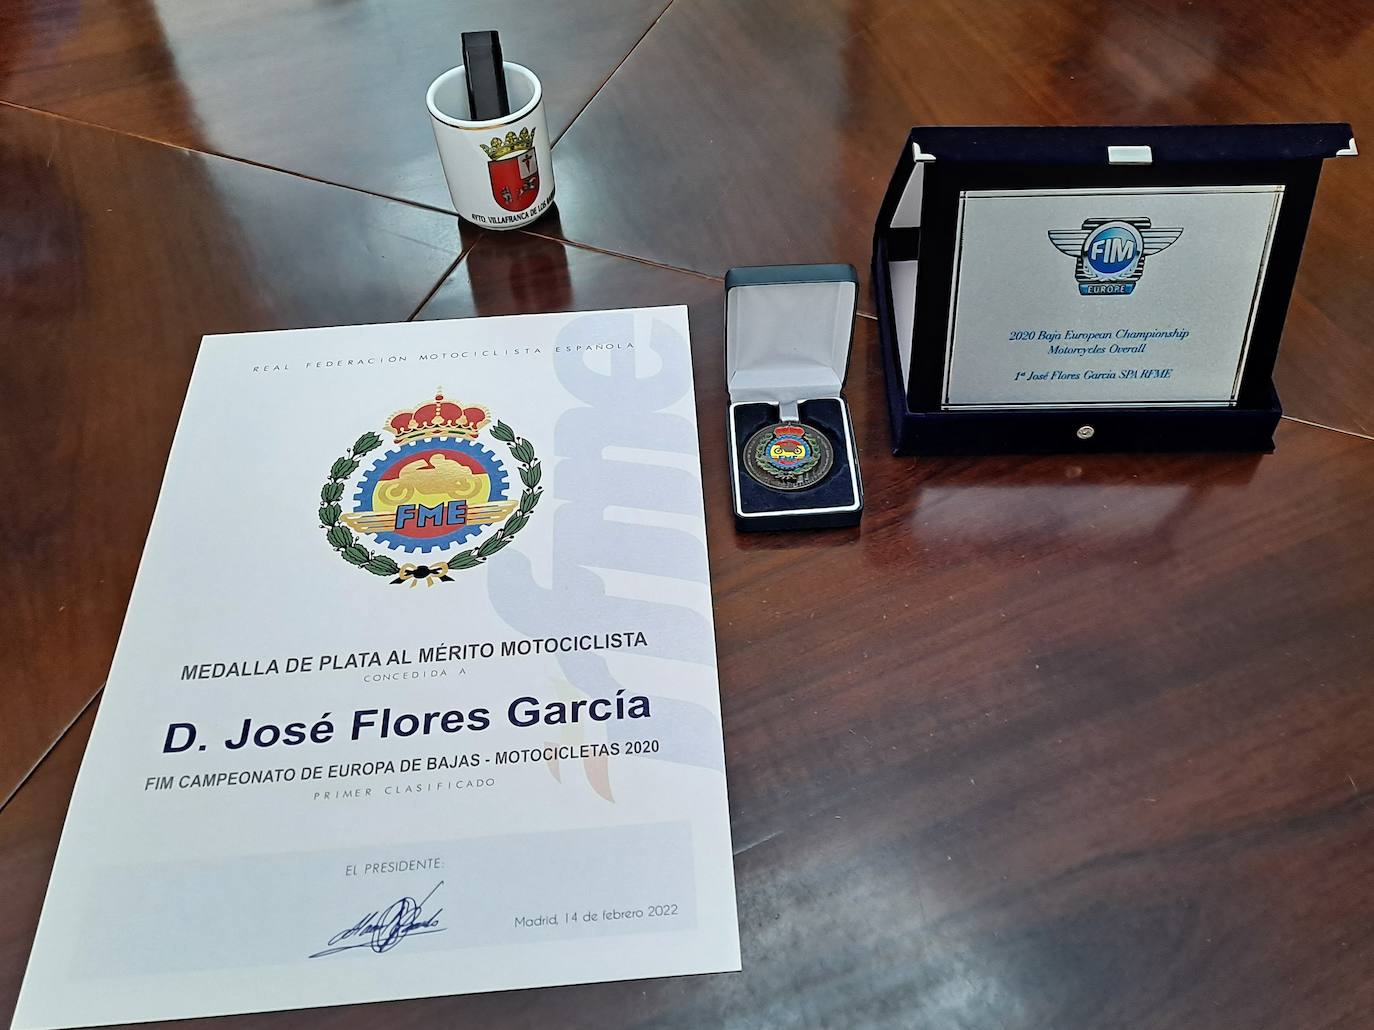 AYTO. VILLAFRANCA DE LOS
FIM
EUROPE
2020 Baja European Championship
Motorcycles Overall
1º José Flores García SPA RFME
REAL FEDERACIÓN MOTOCICLISTA ESPAÑOLA
rfme
FME
MEDALLA DE PLATA AL MÉRITO MOTOCICLISTA
CONCEDIDA A
D. José Flores García
FIM CAMPEONATO DE EUROPA DE BAJAS - MOTOCICLETAS 2020
PRIMER CLASIFICADO
EL PRESIDENTE:
Madrid, 14 de febrero 2022
FME